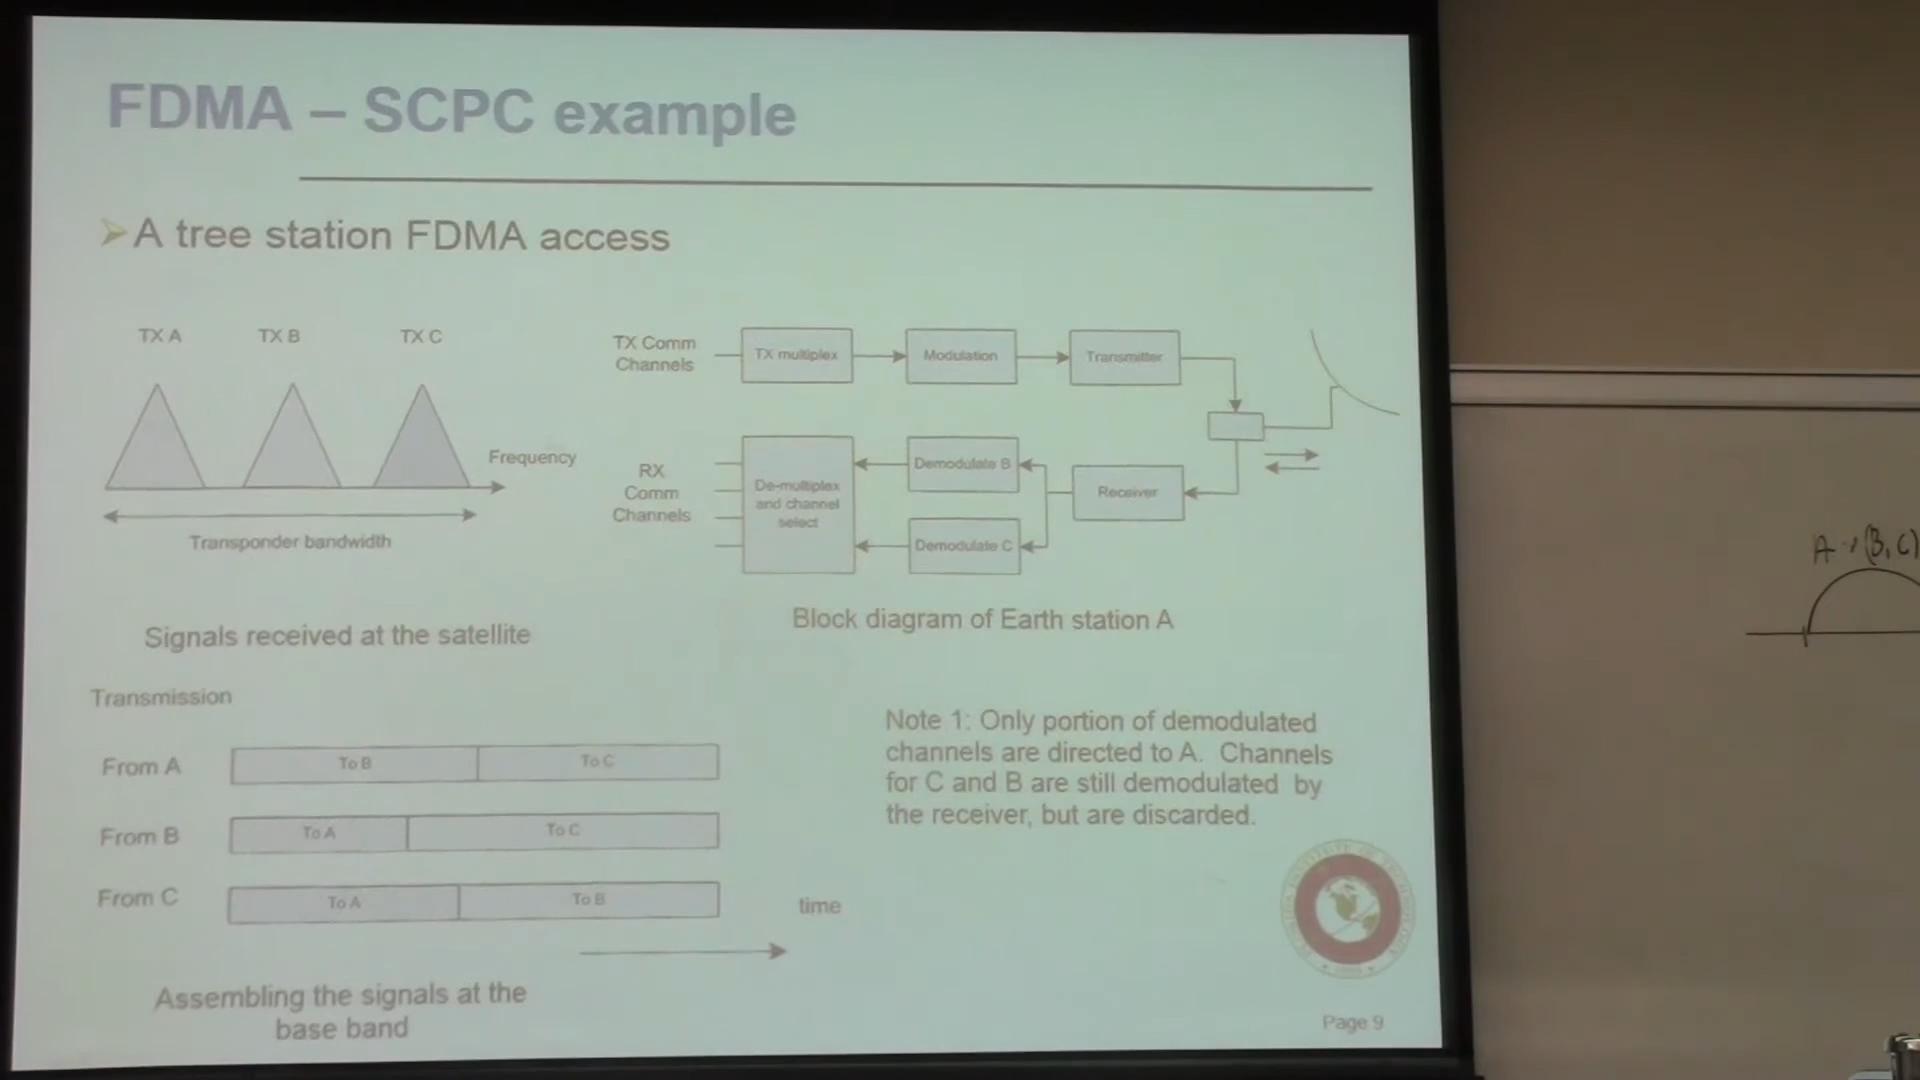 FDMA – SCPC example
A tree station FDMA access
TX A
TX B
TX C
Frequency
Transponder bandwidth
Signals received at the satellite
TX Comm
Channels
TX multiplex
Modulation
Transmitter
RX
Comm
Channels
De-multiplex
and channel
select
Demodulate B
Demodulate C
Receiver
Block diagram of Earth station A
Transmission
From A
To B
To C
From B
To A
To C
From C
To A
To B
time
Assembling the signals at the
base band
Note 1: Only portion of demodulated
channels are directed to A. Channels
for C and B are still demodulated by
the receiver, but are discarded.
Page 9
A → (B, C)